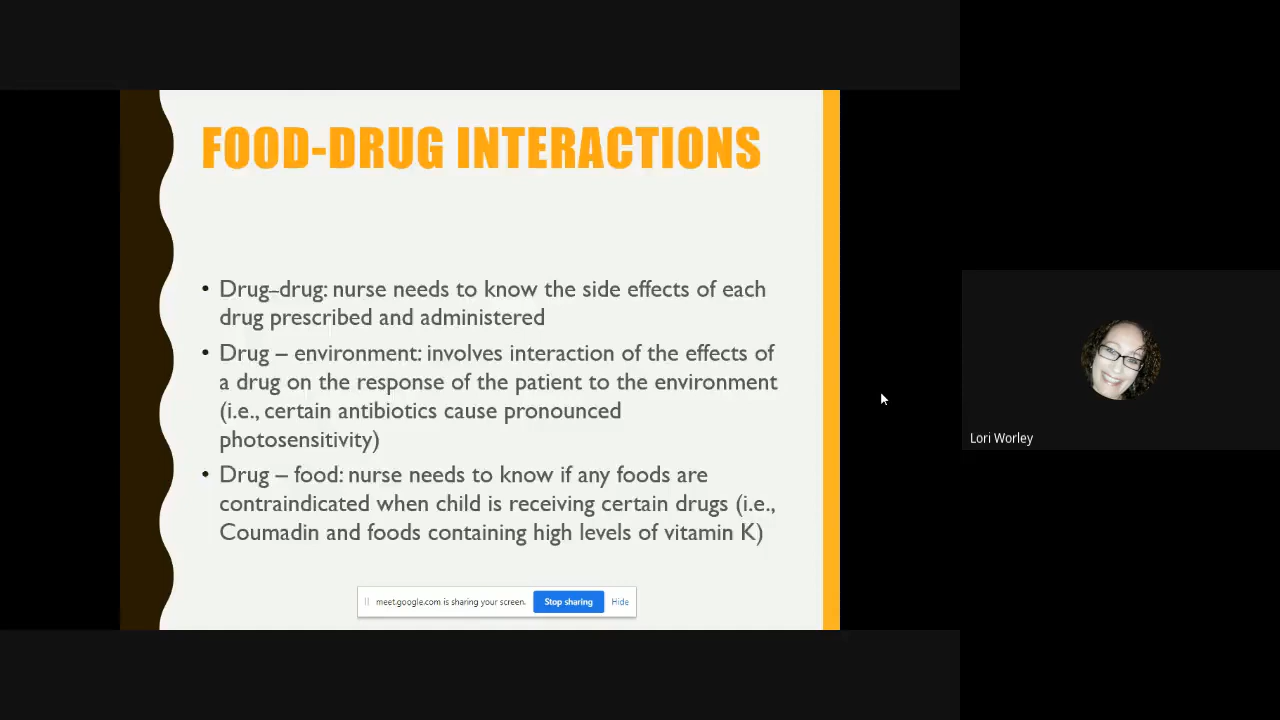 FOOD-DRUG INTERACTIONS
• Drug–drug: nurse needs to know the side effects of each
drug prescribed and administered
• Drug – environment: involves interaction of the effects of
a drug on the response of the patient to the environment
(i.e., certain antibiotics cause pronounced
photosensitivity)
• Drug – food: nurse needs to know if any foods are
contraindicated when child is receiving certain drugs (i.e.,
Coumadin and foods containing high levels of vitamin K)
meet.google.com is sharing your screen. Stop sharing Hide
Lori Worley